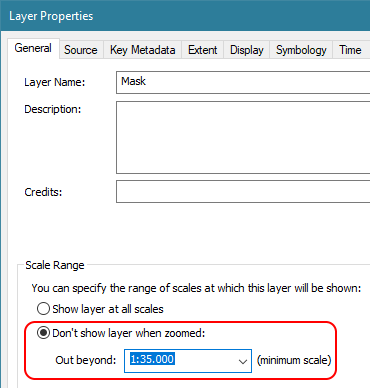 Layer Properties
General Source Key Metadata Extent Display Symbology Time
Layer Name: Mask
Description:
Credits:
Scale Range
You can specify the range of scales at which this layer will be shown:
Show layer at all scales
Don't show layer when zoomed:
Out beyond: 1:35.000 (minimum scale)